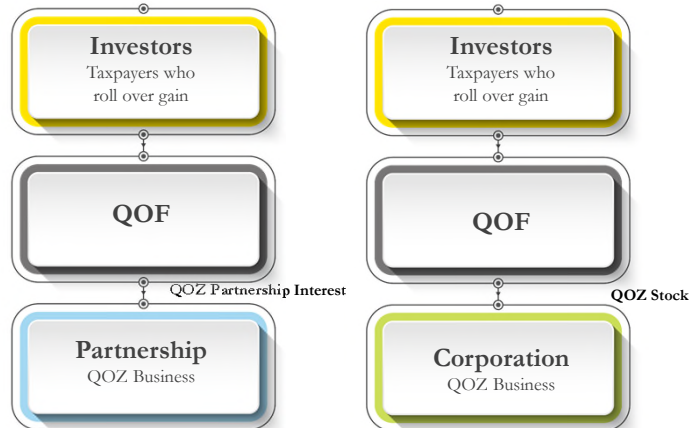 Investors
Taxpayers who
roll over gain
QOF
QOZ Partnership Interest
Partnership
QOZ Business
Investors
Taxpayers who
roll over gain
QOF
QOZ Stock
Corporation
QOZ Business